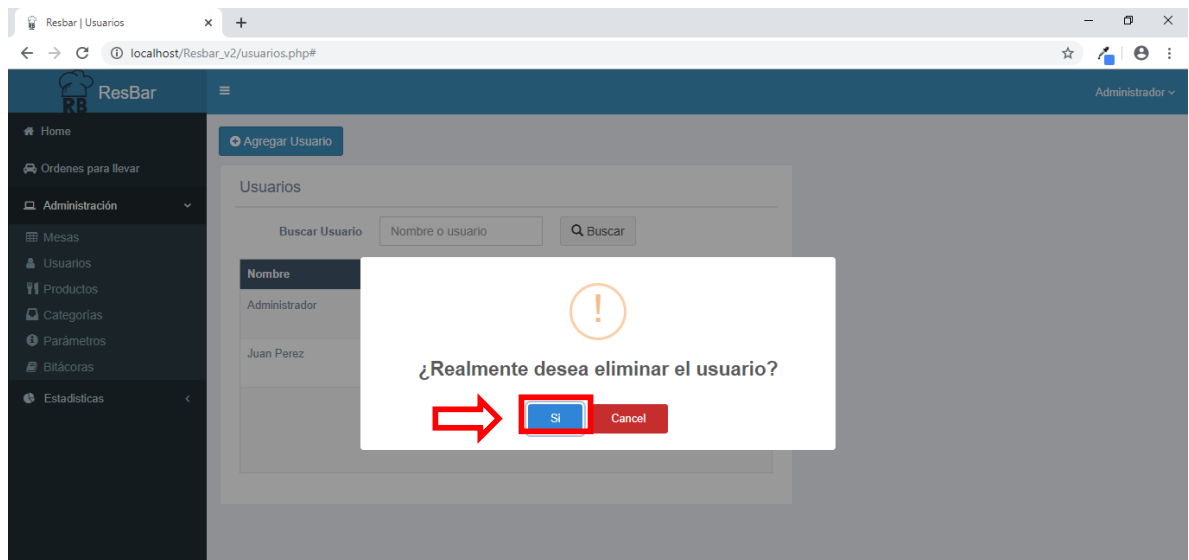 Resbar | Usuarios
localhost/Resbar_v2/usuarios.php#
RB ResBar
Administrador
Home
Agregar Usuario
Ordenes para llevar
Usuarios
Administración
Buscar Usuario Nombre o usuario Buscar
Mesas
Usuarios
Nombre
Productos
Administrador
Categorías
Parámetros
Juan Perez
Bitácoras
¿Realmente desea eliminar el usuario?
Estadisticas
Si Cancel